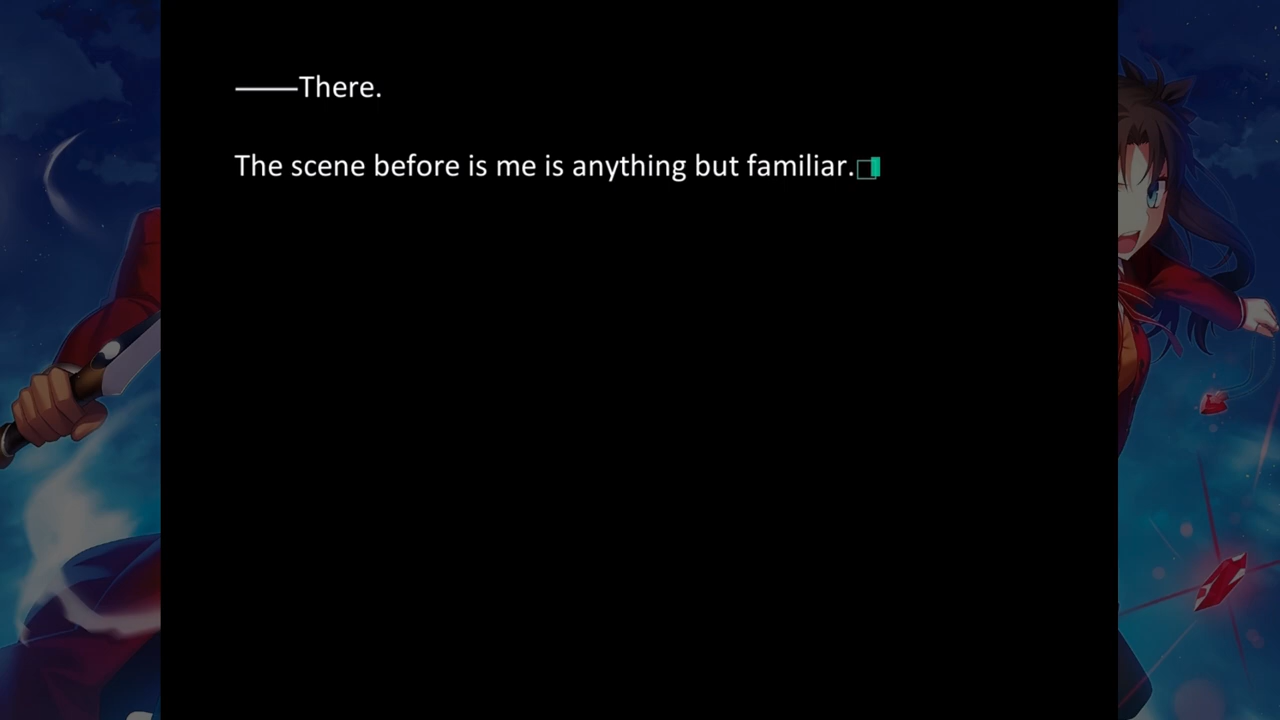 ———There.
The scene before is me is anything but familiar.